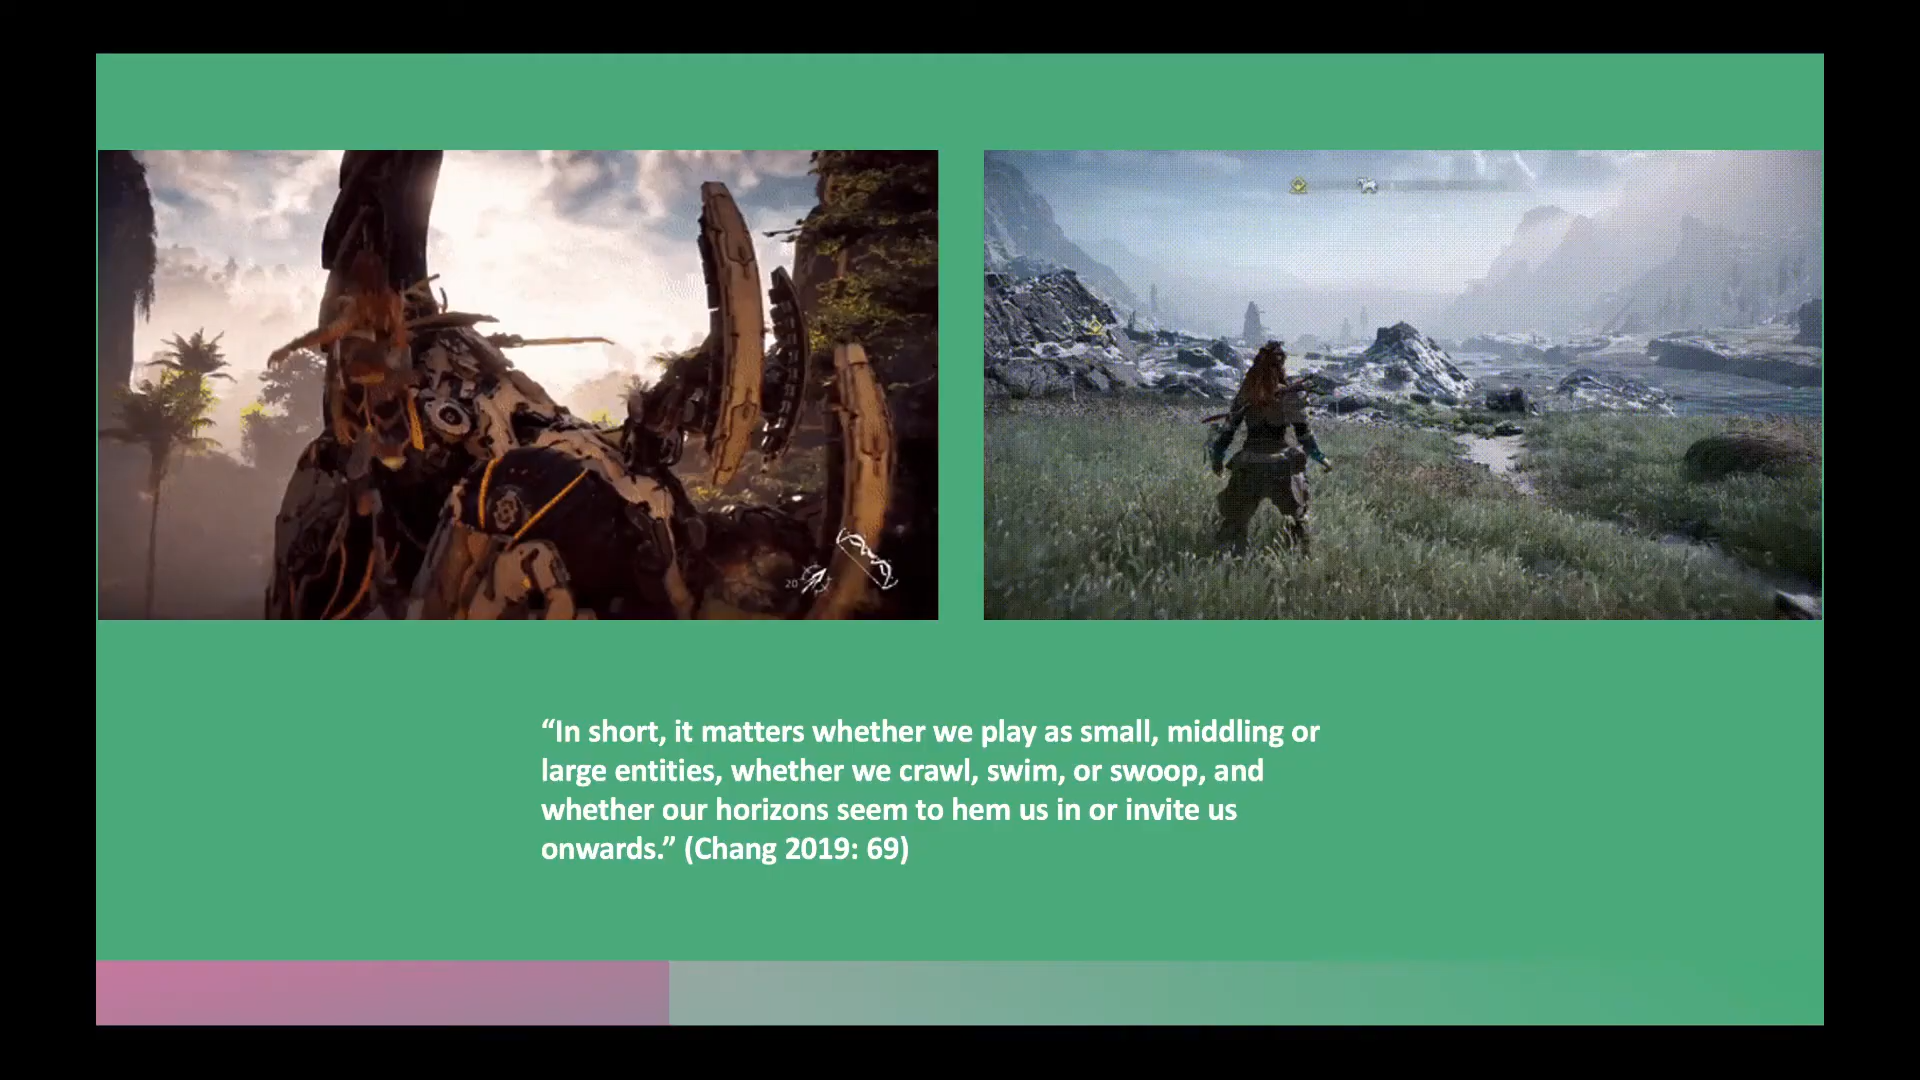 20
“In short, it matters whether we play as small, middling or
large entities, whether we crawl, swim, or swoop, and
whether our horizons seem to hem us in or invite us
onwards.” (Chang 2019: 69)